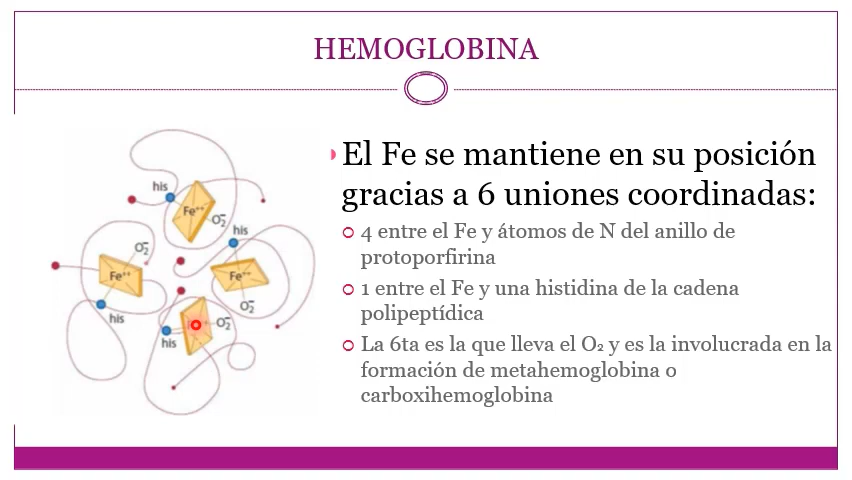 HEMOGLOBINA
El Fe se mantiene en su posición
gracias a 6 uniones coordinadas:
4 entre el Fe y átomos de N del anillo de
protoporfirina
1 entre el Fe y una histidina de la cadena
polipeptídica
La 6ta es la que lleva el O₂ y es la involucrada en la
formación de metahemoglobina o
carboxihemoglobina
his
Fe⁺⁺
O₂⁻
his
O₂⁻
Fe⁺⁺
Fe⁺⁺
O₂⁻
his
O₂⁻
his